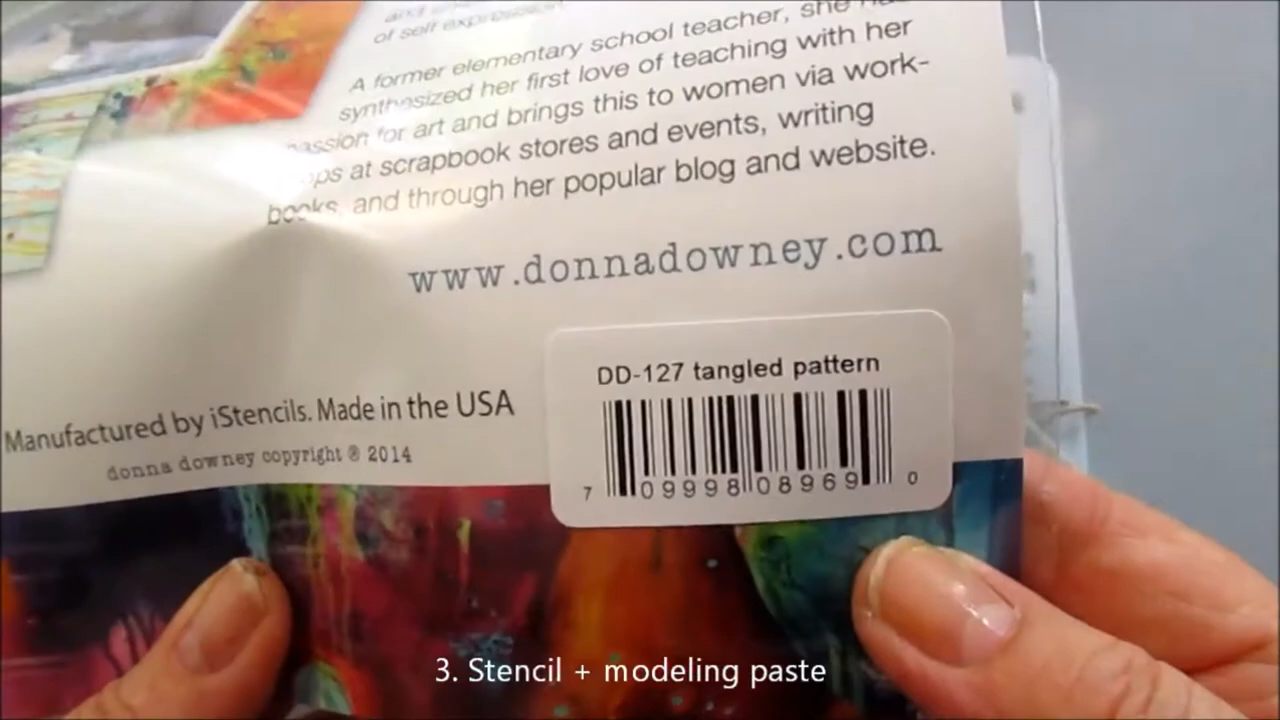 of self expression.
A former elementary school teacher, she
synthesized her first love of teaching with her
passion for art and brings this to women via work-
at scrapbook stores and events, writing
books, and through her popular blog and website.
www.donnadowney.com
DD-127 tangled pattern
7 09998 08969 0
Manufactured by iStencils. Made in the USA
donna downey copyright ® 2014
3. Stencil + modeling paste